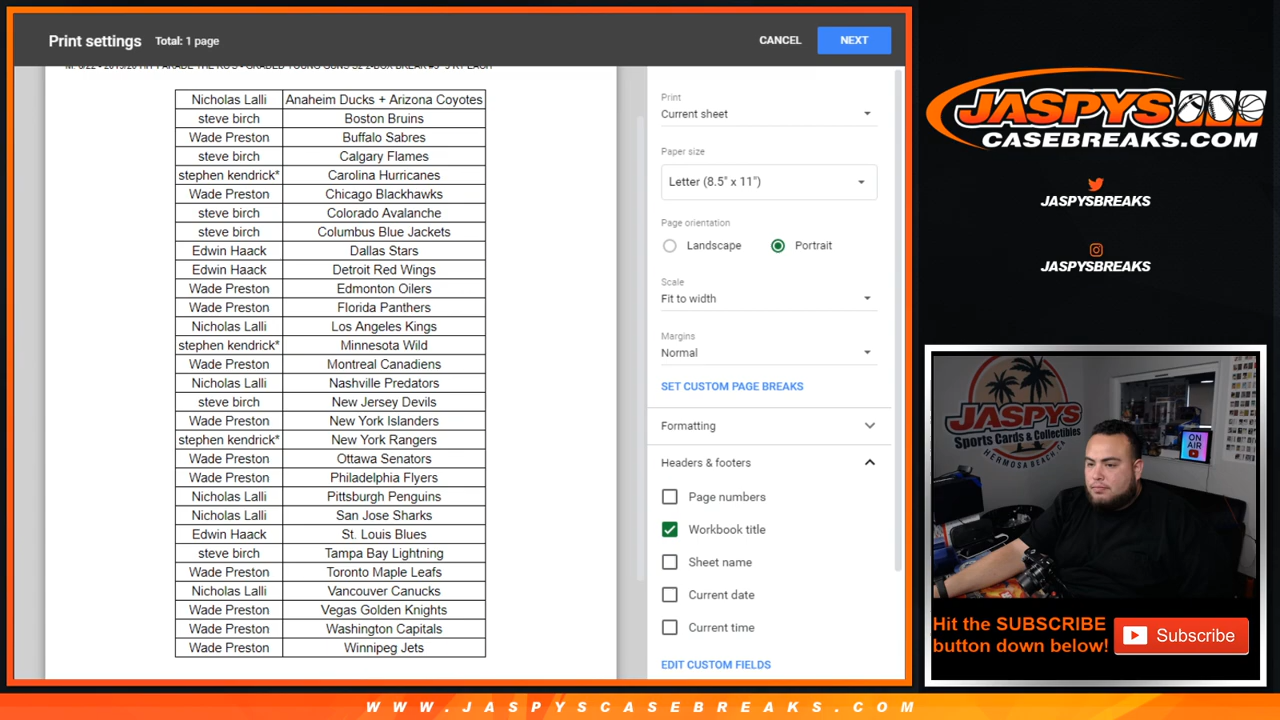 Print settings Total: 1 page
CANCEL
NEXT
Nicholas Lalli Anaheim Ducks + Arizona Coyotes
steve birch Boston Bruins
Wade Preston Buffalo Sabres
steve birch Calgary Flames
stephen kendrick* Carolina Hurricanes
Wade Preston Chicago Blackhawks
steve birch Colorado Avalanche
steve birch Columbus Blue Jackets
Edwin Haack Dallas Stars
Edwin Haack Detroit Red Wings
Wade Preston Edmonton Oilers
Wade Preston Florida Panthers
Nicholas Lalli Los Angeles Kings
stephen kendrick* Minnesota Wild
Wade Preston Montreal Canadiens
Nicholas Lalli Nashville Predators
steve birch New Jersey Devils
Wade Preston New York Islanders
stephen kendrick* New York Rangers
Wade Preston Ottawa Senators
Wade Preston Philadelphia Flyers
Nicholas Lalli Pittsburgh Penguins
Nicholas Lalli San Jose Sharks
Edwin Haack St. Louis Blues
steve birch Tampa Bay Lightning
Wade Preston Toronto Maple Leafs
Nicholas Lalli Vancouver Canucks
Wade Preston Vegas Golden Knights
Wade Preston Washington Capitals
Wade Preston Winnipeg Jets
Print
Current sheet
Paper size
Letter (8.5" x 11")
Page orientation
Landscape Portrait
Scale
Fit to width
Margins
Normal
SET CUSTOM PAGE BREAKS
Formatting
Headers & footers
Page numbers
Workbook title
Sheet name
Current date
Current time
EDIT CUSTOM FIELDS
JASPYS
CASEBREAKS.COM
JASPYSBREAKS
JASPYSBREAKS
JASPYS
Sports Cards & Collectibles
HERMOSA BEACH CA
ON
AIR
Hit the SUBSCRIBE
button down below!
Subscribe
WWW.JASPYSCASEBREAKS.COM